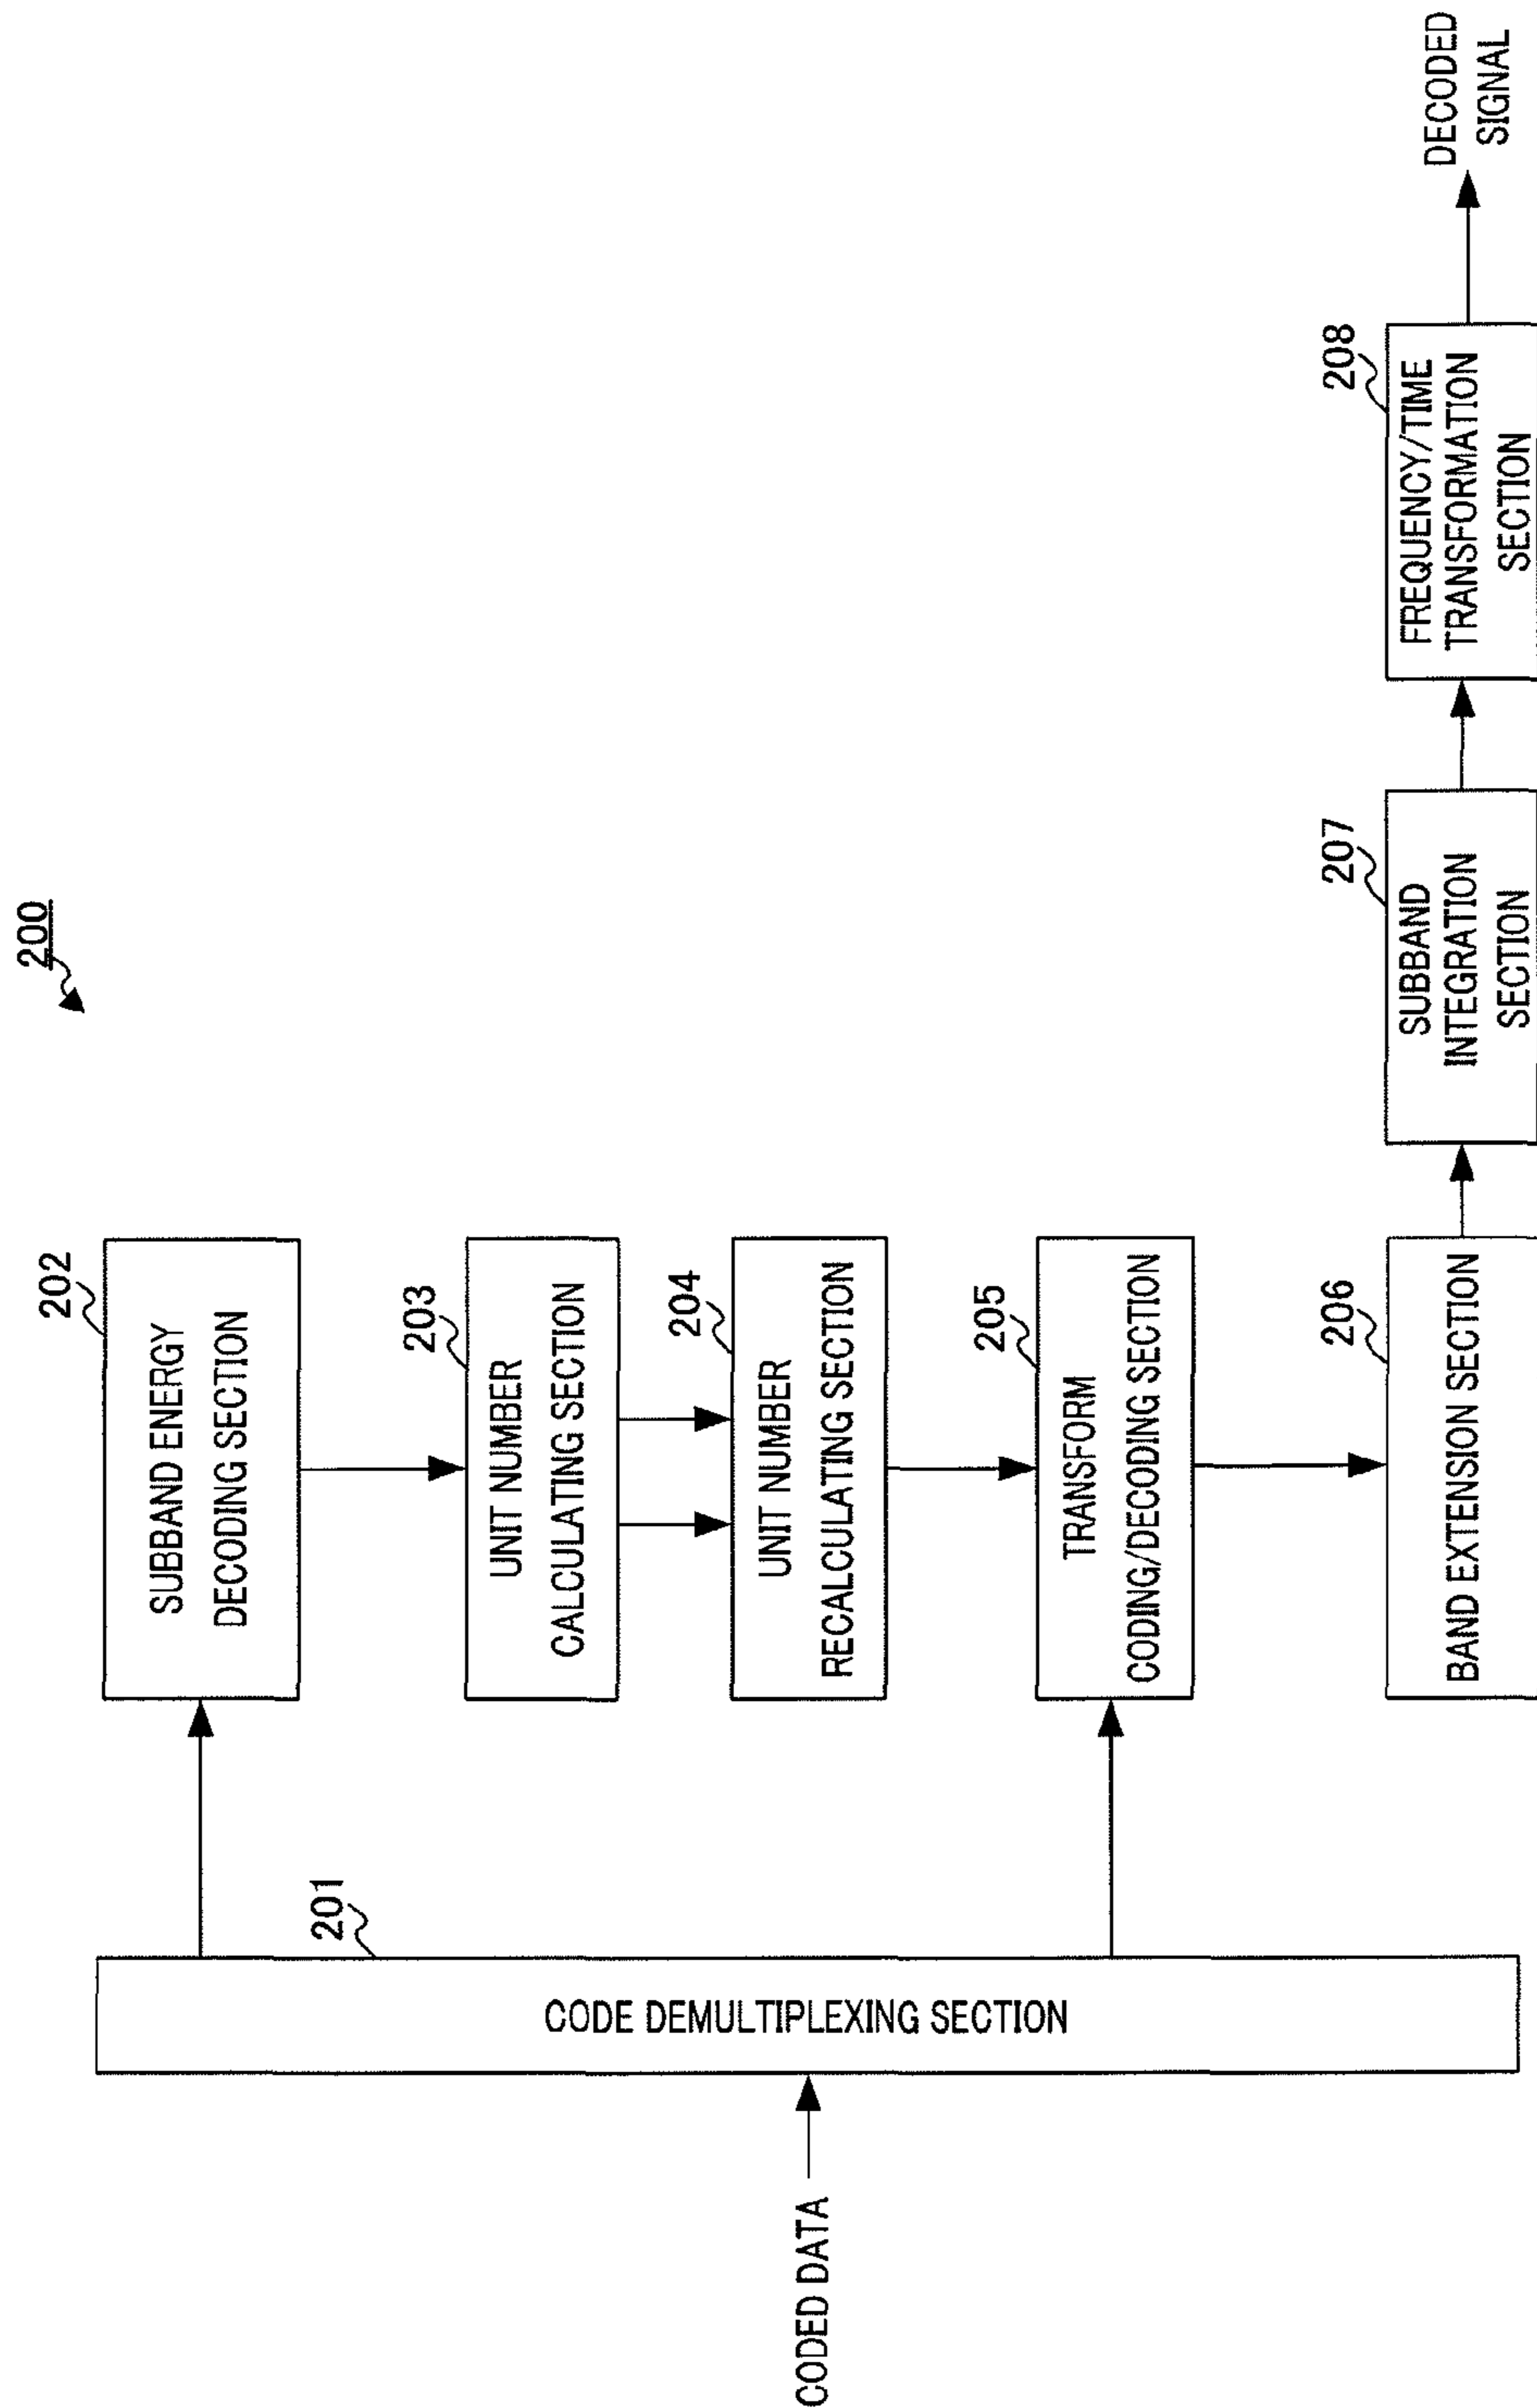 200
CODED DATA
201
CODE DEMULTIPLEXING SECTION
202
SUBBAND ENERGY
DECODING SECTION
203
UNIT NUMBER
CALCULATING SECTION
204
UNIT NUMBER
RECALCULATING SECTION
205
TRANSFORM
CODING/DECODING SECTION
206
BAND EXTENSION SECTION
207
SUBBAND
INTEGRATION
SECTION
208
FREQUENCY/TIME
TRANSFORMATION
SECTION
DECODED
SIGNAL